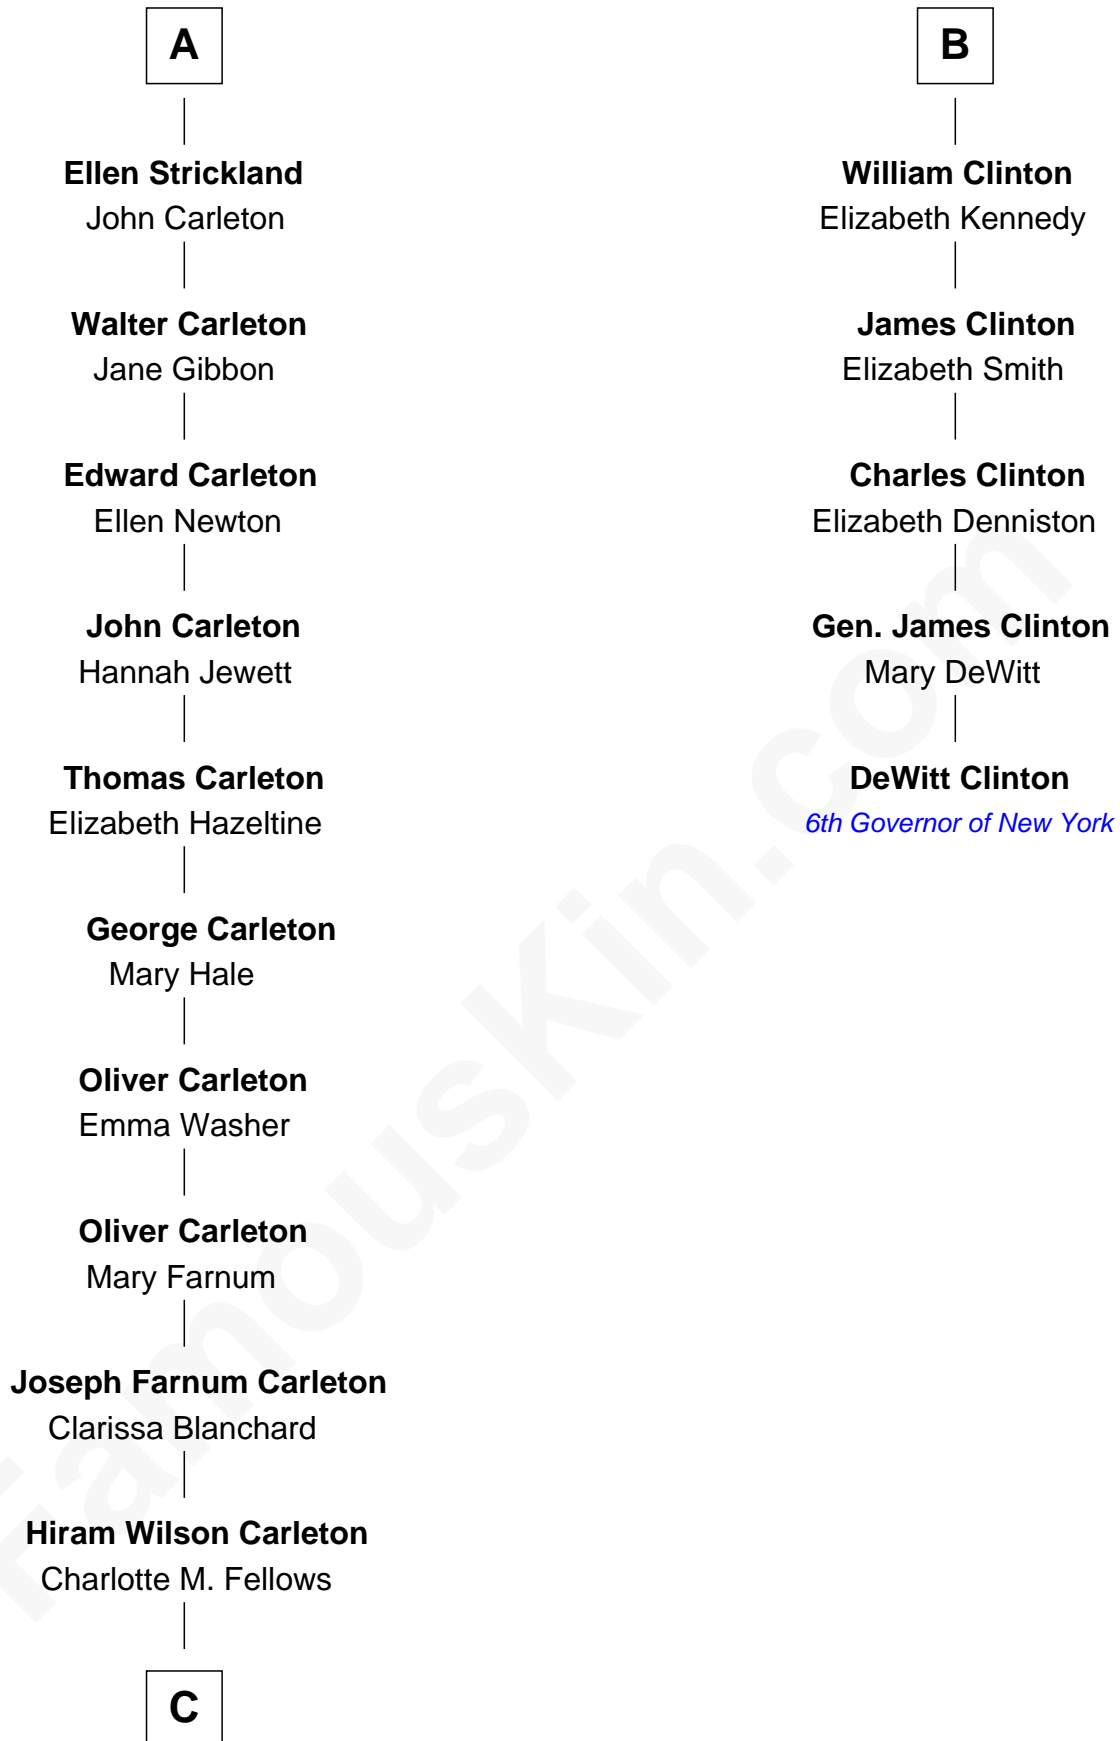 A
Ellen Strickland
John Carleton
Walter Carleton
Jane Gibbon
Edward Carleton
Ellen Newton
John Carleton
Hannah Jewett
Thomas Carleton
Elizabeth Hazeltine
George Carleton
Mary Hale
Oliver Carleton
Emma Washer
Oliver Carleton
Mary Farnum
Joseph Farnum Carleton
Clarissa Blanchard
Hiram Wilson Carleton
Charlotte M. Fellows
C
B
William Clinton
Elizabeth Kennedy
James Clinton
Elizabeth Smith
Charles Clinton
Elizabeth Denniston
Gen. James Clinton
Mary DeWitt
DeWitt Clinton
6th Governor of New York
FamousKin.com